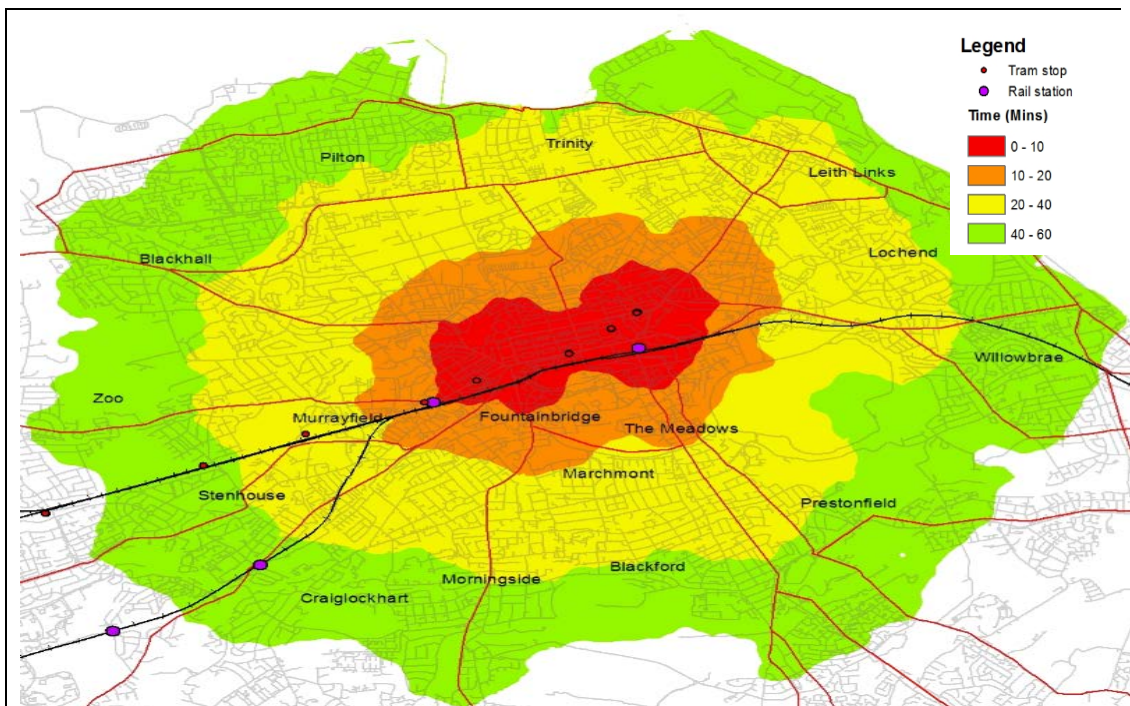 Legend
Tram stop
Rail station
Time (Mins)
0 - 10
10 - 20
20 - 40
40 - 60
Trinity
Pilton
Leith Links
Lochend
Blackhall
Willowbrae
Zoo
Murrayfield
Fountainbridge
The Meadows
Marchmont
Stenhouse
Prestonfield
Blackford
Morningside
Craiglockhart